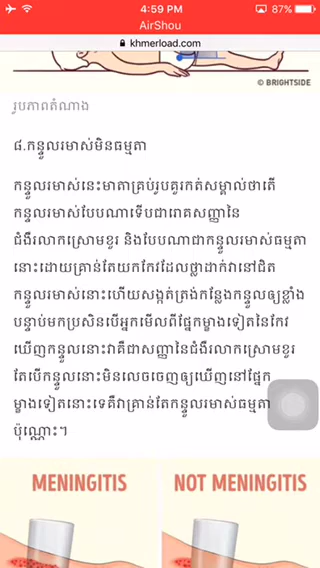 4:59 PM
87%
AirShou
khmerload.com
© BRIGHTSIDE
រូបភាពតំណាង
៨.កន្ទួលរមាស់មិនធម្មតា
កន្ទួលរមាស់នេះមាតាគ្រប់រូបគួរកត់សម្គាល់ថាតើ
កន្ទួលរមាស់បែបណាទើបជារោគសញ្ញានៃ
ជំងឺរលាកស្រោមខួរ និងបែបណាជាកន្ទួលរមាស់ធម្មតា
នោះដោយគ្រាន់តែយកកែវដែលថ្លាដាក់វានៅជិត
កន្ទួលរមាស់នោះហើយសង្កត់ត្រង់កន្លែងកន្ទួលឲ្យខ្លាំង
បន្ទាប់មកប្រសិនបើអ្នកមើលពីផ្នែកម្ខាងទៀតនៃកែវ
ឃើញកន្ទួលនោះវាគឺជាសញ្ញានៃជំងឺរលាកស្រោមខួរ
តែបើកន្ទួលនោះមិនលេចចេញឲ្យឃើញនៅផ្នែក
ម្ខាងទៀតនោះទេគឺវាគ្រាន់តែកន្ទួលរមាស់ធម្មតា
ប៉ុណ្ណោះ។
MENINGITIS
NOT MENINGITIS